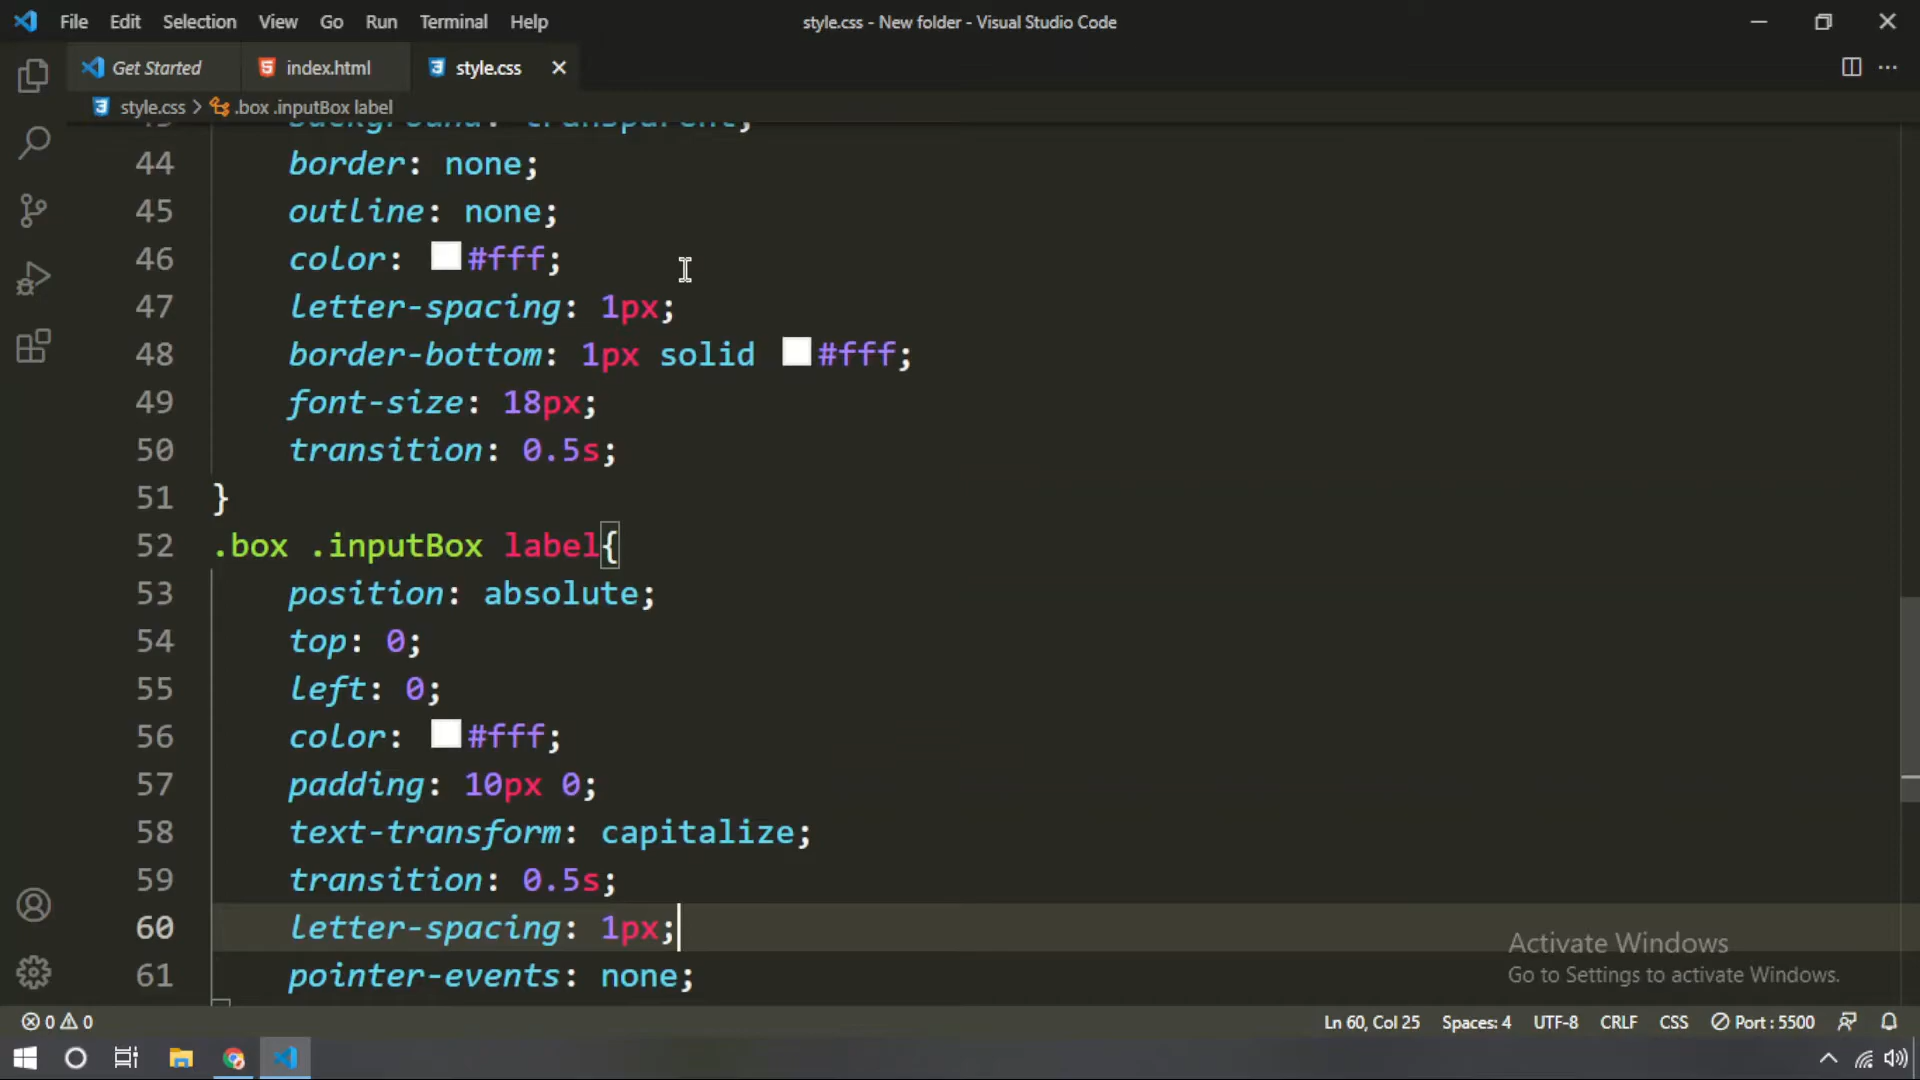 File Edit Selection View Go Run Terminal Help
style.css - New folder - Visual Studio Code
Get Started
index.html
style.css
style.css > .box .inputBox label
43 background: transparent;
44 border: none;
45 outline: none;
46 color: #fff;
47 letter-spacing: 1px;
48 border-bottom: 1px solid #fff;
49 font-size: 18px;
50 transition: 0.5s;
51 }
52 .box .inputBox label{
53 position: absolute;
54 top: 0;
55 left: 0;
56 color: #fff;
57 padding: 10px 0;
58 text-transform: capitalize;
59 transition: 0.5s;
60 letter-spacing: 1px;
61 pointer-events: none;
Activate Windows
Go to Settings to activate Windows.
0 0
Ln 60, Col 25 Spaces: 4 UTF-8 CRLF CSS Port : 5500